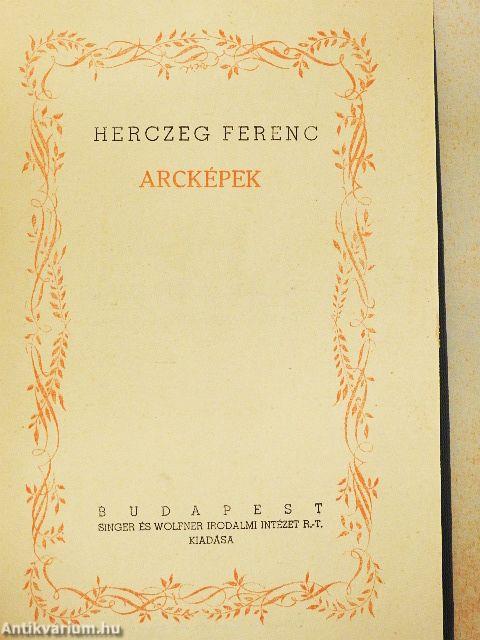 HERCZEG FERENC
ARCKÉPEK
BUDAPEST
SINGER ÉS WOLFNER IRODALMI INTÉZET R.-T.
KIADÁSA
Antikvarium.hu